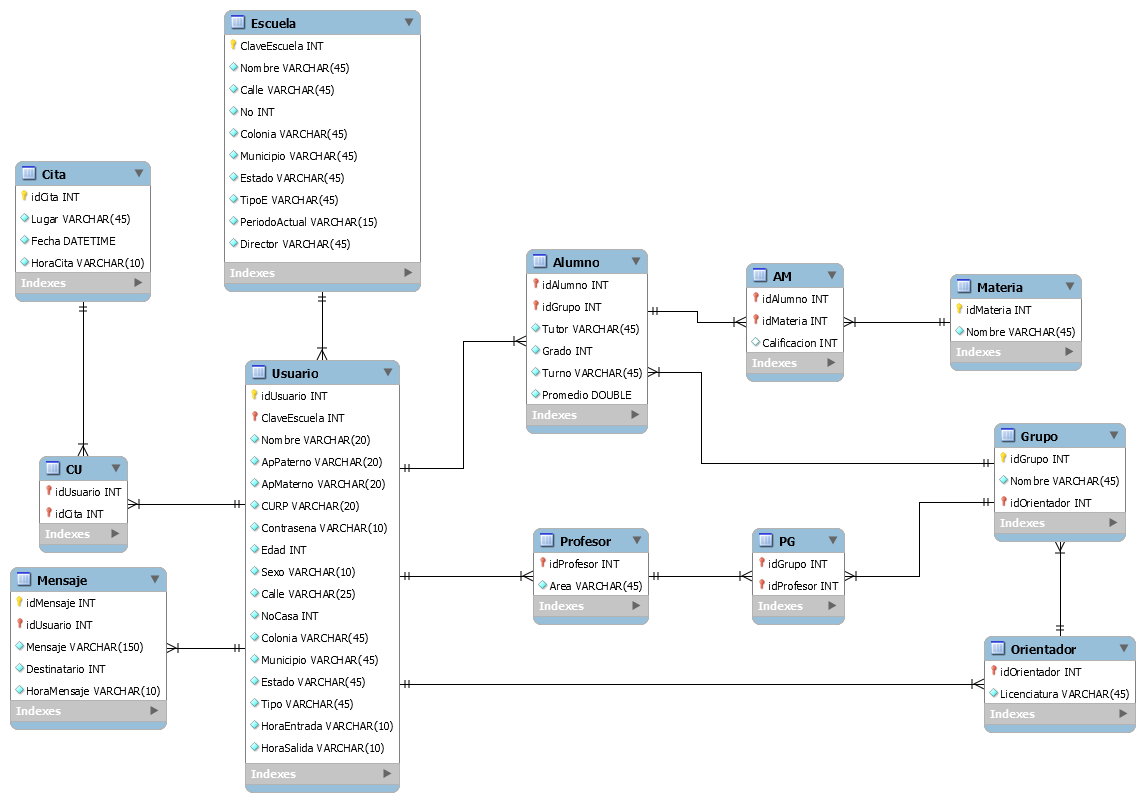 Escuela
ClaveEscuela INT
Nombre VARCHAR(45)
Calle VARCHAR(45)
No INT
Colonia VARCHAR(45)
Municipio VARCHAR(45)
Estado VARCHAR(45)
TipoE VARCHAR(45)
PeriodoActual VARCHAR(15)
Director VARCHAR(45)
Indexes
Cita
idCita INT
Lugar VARCHAR(45)
Fecha DATETIME
HoraCita VARCHAR(10)
Indexes
Alumno
idAlumno INT
idGrupo INT
Tutor VARCHAR(45)
Grado INT
Turno VARCHAR(45)
Promedio DOUBLE
Indexes
AM
idAlumno INT
idMateria INT
Calificacion INT
Indexes
Materia
idMateria INT
Nombre VARCHAR(45)
Indexes
Usuario
idUsuario INT
ClaveEscuela INT
Nombre VARCHAR(20)
ApPaterno VARCHAR(20)
ApMaterno VARCHAR(20)
CURP VARCHAR(20)
Contrasena VARCHAR(10)
Edad INT
Sexo VARCHAR(10)
Calle VARCHAR(25)
NoCasa INT
Colonia VARCHAR(45)
Municipio VARCHAR(45)
Estado VARCHAR(45)
Tipo VARCHAR(45)
HoraEntrada VARCHAR(10)
HoraSalida VARCHAR(10)
Indexes
CU
idUsuario INT
idCita INT
Indexes
Mensaje
idMensaje INT
idUsuario INT
Mensaje VARCHAR(150)
Destinatario INT
HoraMensaje VARCHAR(10)
Indexes
Grupo
idGrupo INT
Nombre VARCHAR(45)
idOrientador INT
Indexes
Profesor
idProfesor INT
Area VARCHAR(45)
Indexes
PG
idGrupo INT
idProfesor INT
Indexes
Orientador
idOrientador INT
Licenciatura VARCHAR(45)
Indexes